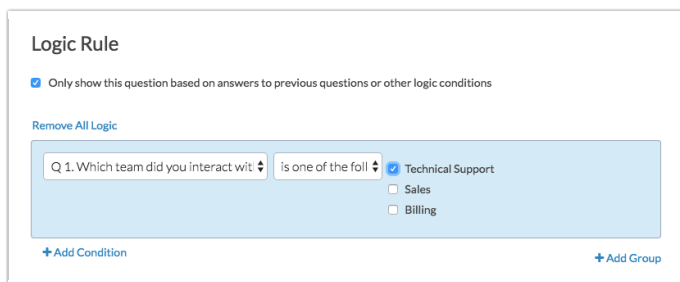 Logic Rule
Only show this question based on answers to previous questions or other logic conditions
Remove All Logic
Q 1. Which team did you interact wit is one of the foll Technical Support
Sales
Billing
+ Add Condition
+ Add Group